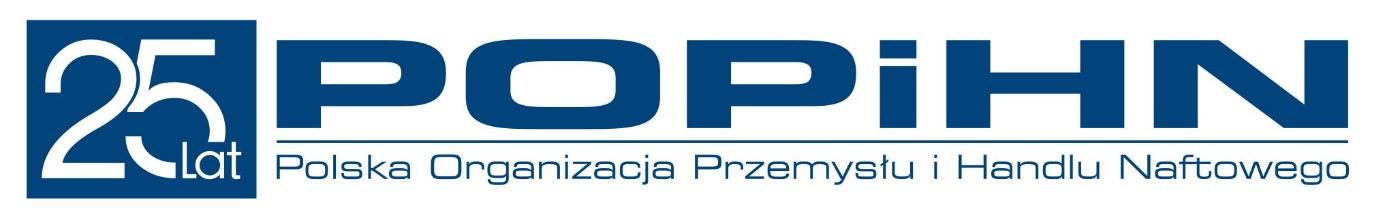 25
Lat
POPiHN
Polska Organizacja Przemysłu i Handlu Naftowego